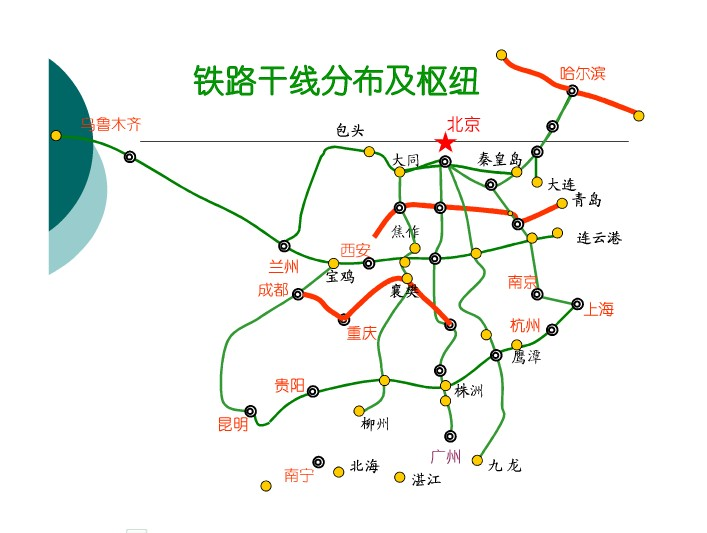 铁路干线分布及枢纽
哈尔滨
乌鲁木齐
包头
北京
大同
秦皇岛
大连
青岛
焦作
连云港
西安
兰州
宝鸡
成都
襄樊
南京
上海
杭州
重庆
鹰潭
贵阳
株洲
昆明
柳州
广州
九龙
北海
南宁
湛江